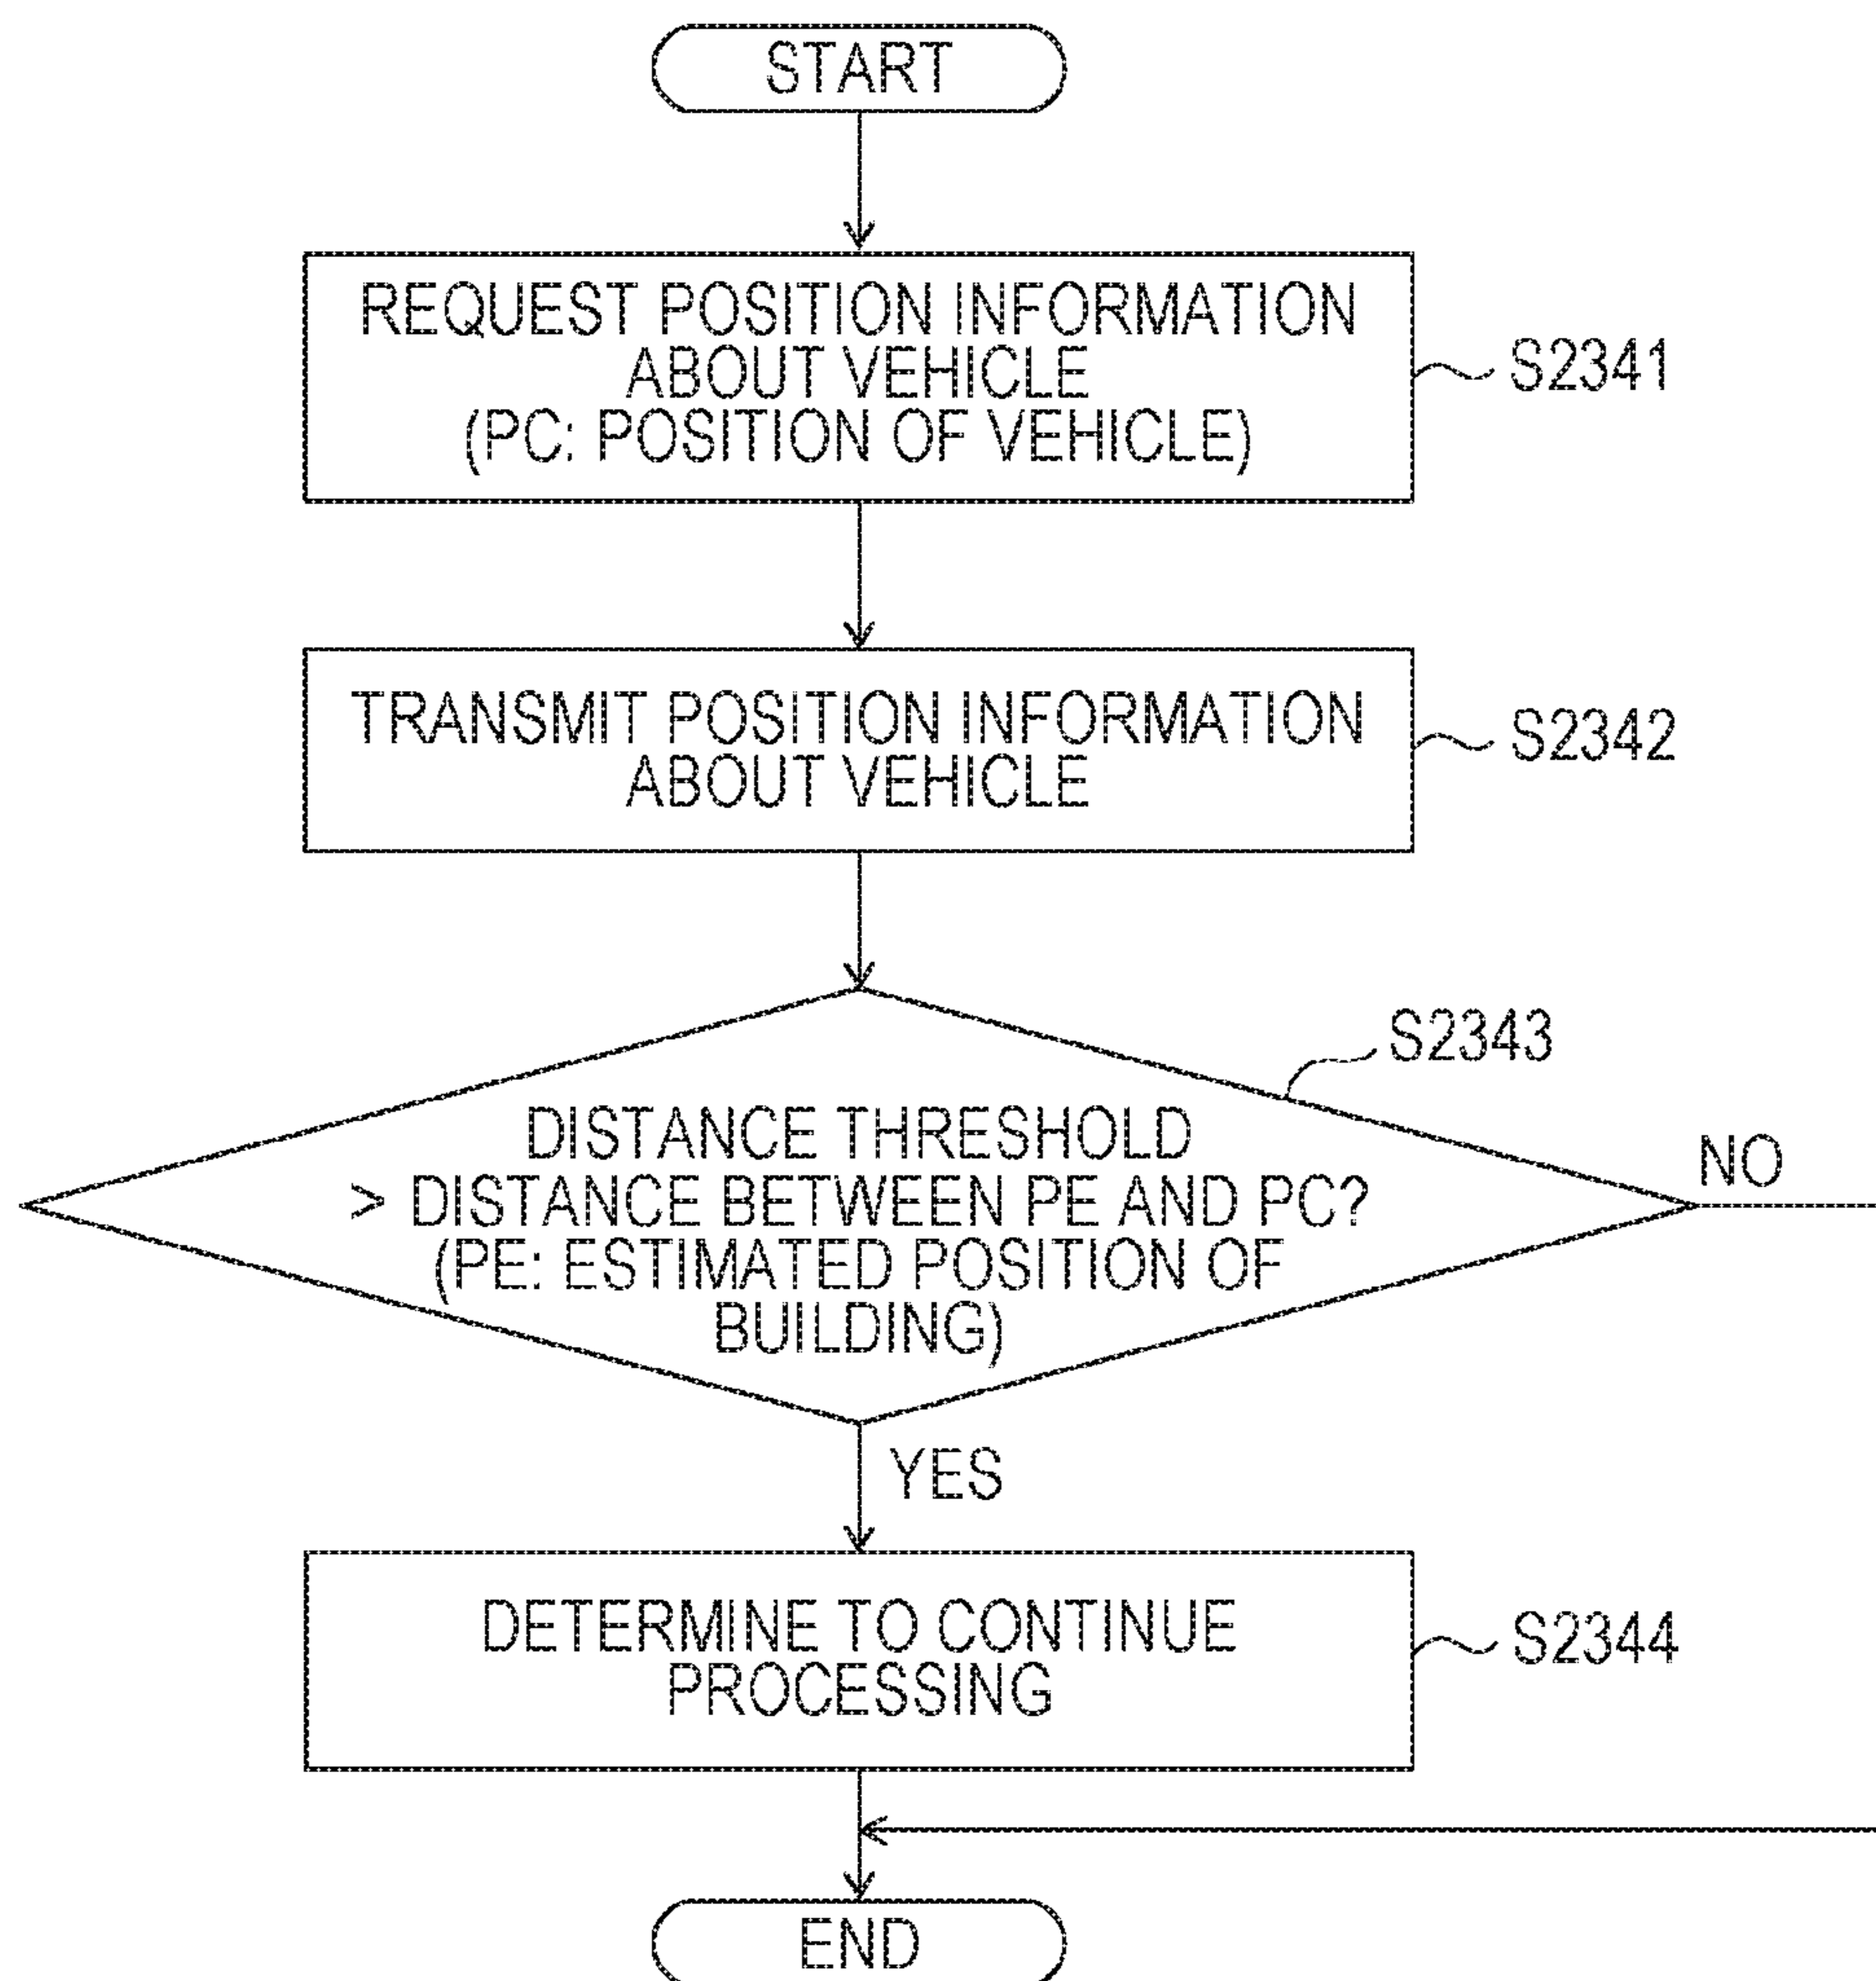 START
REQUEST POSITION INFORMATION
ABOUT VEHICLE
(PC: POSITION OF VEHICLE)
S2341
TRANSMIT POSITION INFORMATION
ABOUT VEHICLE
S2342
S2343
DISTANCE THRESHOLD
> DISTANCE BETWEEN PE AND PC?
(PE: ESTIMATED POSITION OF
BUILDING)
NO
YES
DETERMINE TO CONTINUE
PROCESSING
S2344
END